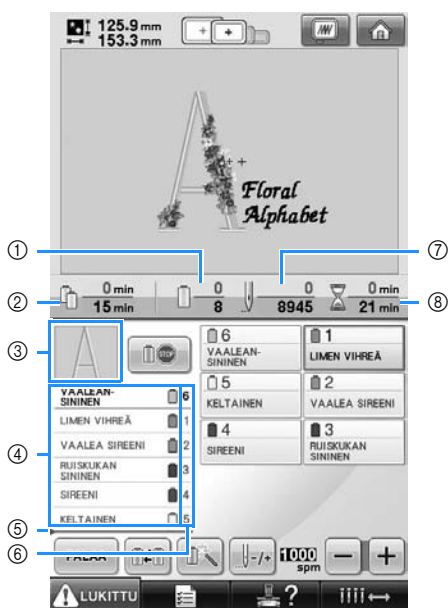 125.9 mm
153.3 mm
Floral
Alphabet
① ⑦
0 min 0 0 0 min
② 15 min 8 8945 21 min ⑧
③
6
VAALEAN-
SININEN
1
LIMEN VIHREÄ
5
KELTAINEN
2
VAALEA SIREENI
4
SIREENI
3
RUISKUKAN
SININEN
STOP
④
VAALEAN-
SININEN 6
LIMEN VIHREÄ 1
VAALEA SIREENI 2
RUISKUKAN
SININEN 3
SIREENI 4
KELTAINEN 5
⑤
⑥
PALAA -/+ 1000 spm − +
LUKITTU ?